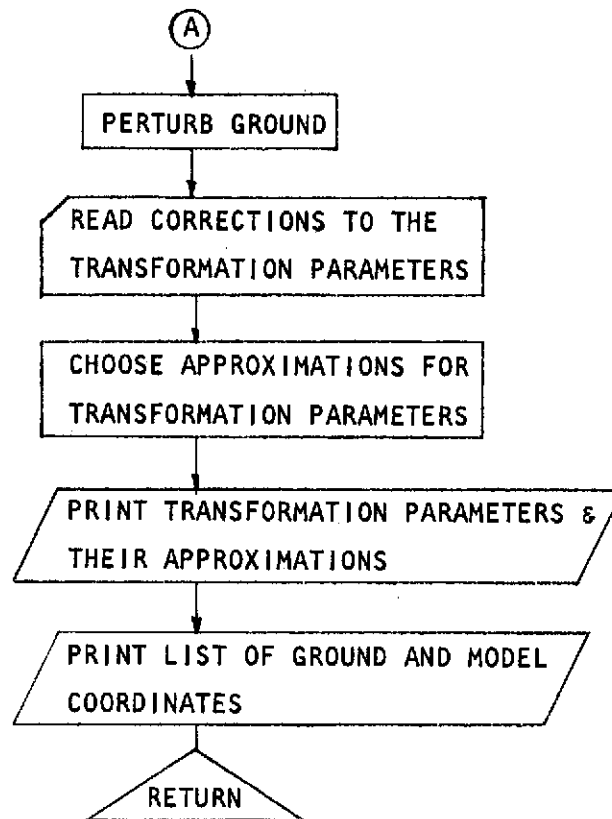 A
PERTURB GROUND
READ CORRECTIONS TO THE
TRANSFORMATION PARAMETERS
CHOOSE APPROXIMATIONS FOR
TRANSFORMATION PARAMETERS
PRINT TRANSFORMATION PARAMETERS &
THEIR APPROXIMATIONS
PRINT LIST OF GROUND AND MODEL
COORDINATES
RETURN